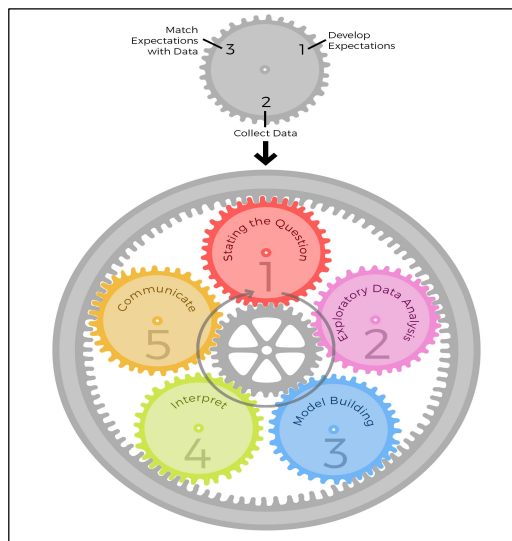 Match
Expectations
with Data
3
1
Develop
Expectations
2
Collect Data
Stating the Question
1
Exploratory Data Analysis
2
Model Building
3
Interpret
4
Communicate
5